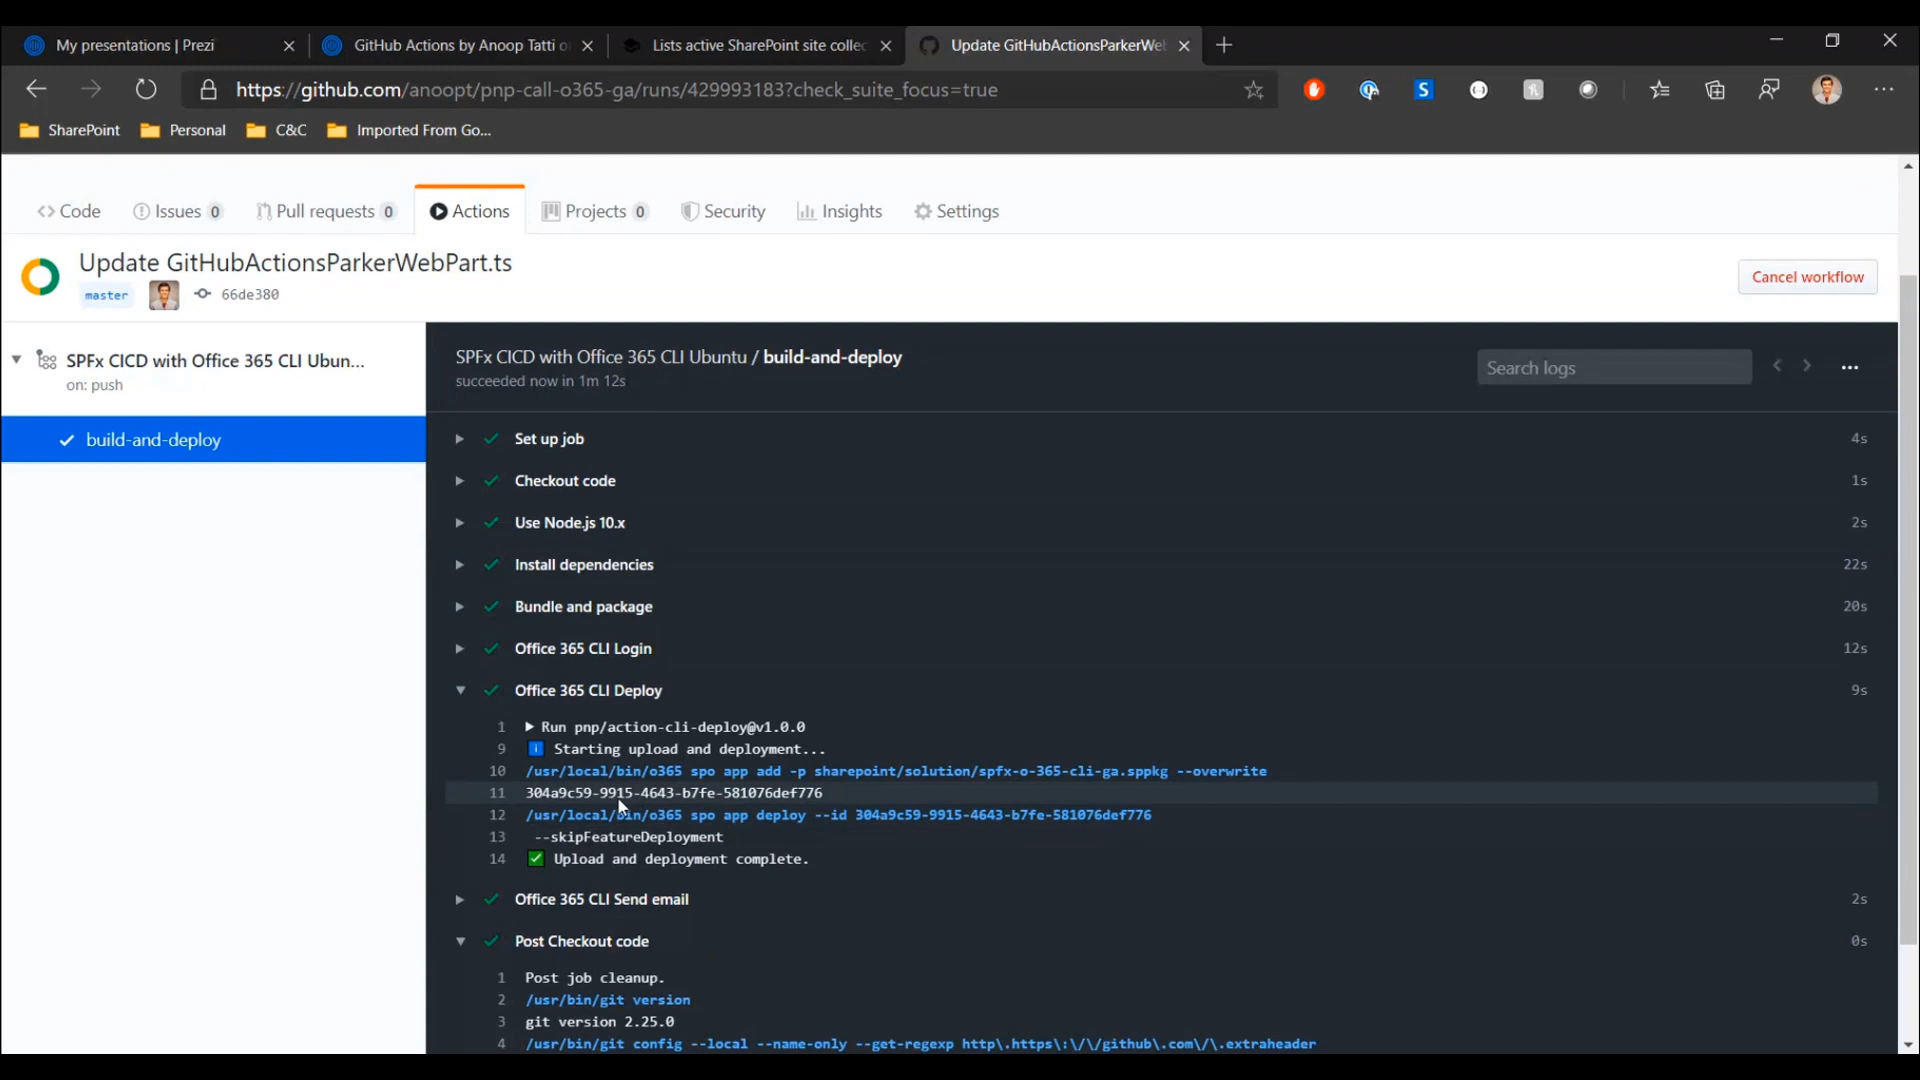 My presentations | Prezi
GitHub Actions by Anoop Tatti o
Lists active SharePoint site collec
Update GitHubActionsParkerWeb
https://github.com/anoopt/pnp-call-o365-ga/runs/429993183?check_suite_focus=true
SharePoint Personal C&C Imported From Go...
Code Issues 0 Pull requests 0 Actions Projects 0 Security Insights Settings
Update GitHubActionsParkerWebPart.ts
master 66de380
Cancel workflow
SPFx CICD with Office 365 CLI Ubun...
on: push
build-and-deploy
SPFx CICD with Office 365 CLI Ubuntu / build-and-deploy
succeeded now in 1m 12s
Search logs
Set up job 4s
Checkout code 1s
Use Node.js 10.x 2s
Install dependencies 22s
Bundle and package 20s
Office 365 CLI Login 12s
Office 365 CLI Deploy 9s
1 Run pnp/action-cli-deploy@v1.0.0
9 Starting upload and deployment...
10 /usr/local/bin/o365 spo app add -p sharepoint/solution/spfx-o-365-cli-ga.sppkg --overwrite
11 304a9c59-9915-4643-b7fe-581076def776
12 /usr/local/bin/o365 spo app deploy --id 304a9c59-9915-4643-b7fe-581076def776
13 --skipFeatureDeployment
14 Upload and deployment complete.
Office 365 CLI Send email 2s
Post Checkout code 0s
1 Post job cleanup.
2 /usr/bin/git version
3 git version 2.25.0
4 /usr/bin/git config --local --name-only --get-regexp http\.https\:\/\/github\.com\/\.extraheader